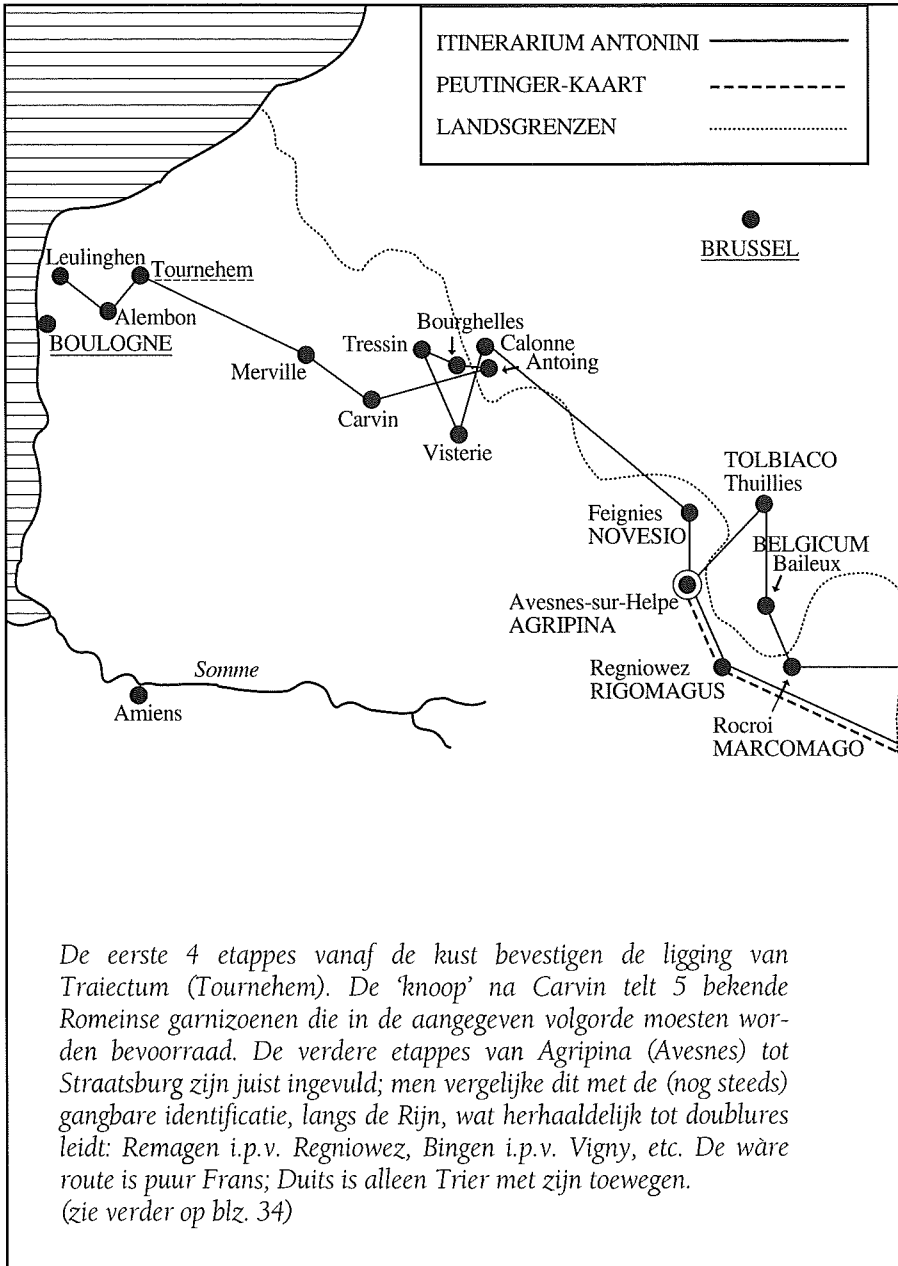 ITINERARIUM ANTONINI
PEUTINGER-KAART
LANDSGRENZEN
BRUSSEL
Leulinghen
Tournehem
Alembon
BOULOGNE
Bourghelles
Tressin
Calonne
Antoing
Merville
Carvin
Visterie
TOLBIACO
Thuillies
Feignies
NOVESIO
BELGICUM
Baileux
Avesnes-sur-Helpe
AGRIPINA
Regniowez
RIGOMAGUS
Somme
Amiens
Rocroi
MARCOMAGO
De eerste 4 etappes vanaf de kust bevestigen de ligging van
Traiectum (Tournehem). De ‘knoop’ na Carvin telt 5 bekende
Romeinse garnizoenen die in de aangegeven volgorde moesten wor-
den bevoorraad. De verdere etappes van Agripina (Avesnes) tot
Straatsburg zijn juist ingevuld; men vergelijke dit met de (nog steeds)
gangbare identificatie, langs de Rijn, wat herhaaldelijk tot doublures
leidt: Remagen i.p.v. Regniowez, Bingen i.p.v. Vigny, etc. De wàre
route is puur Frans; Duits is alleen Trier met zijn toewegen.
(zie verder op blz. 34)